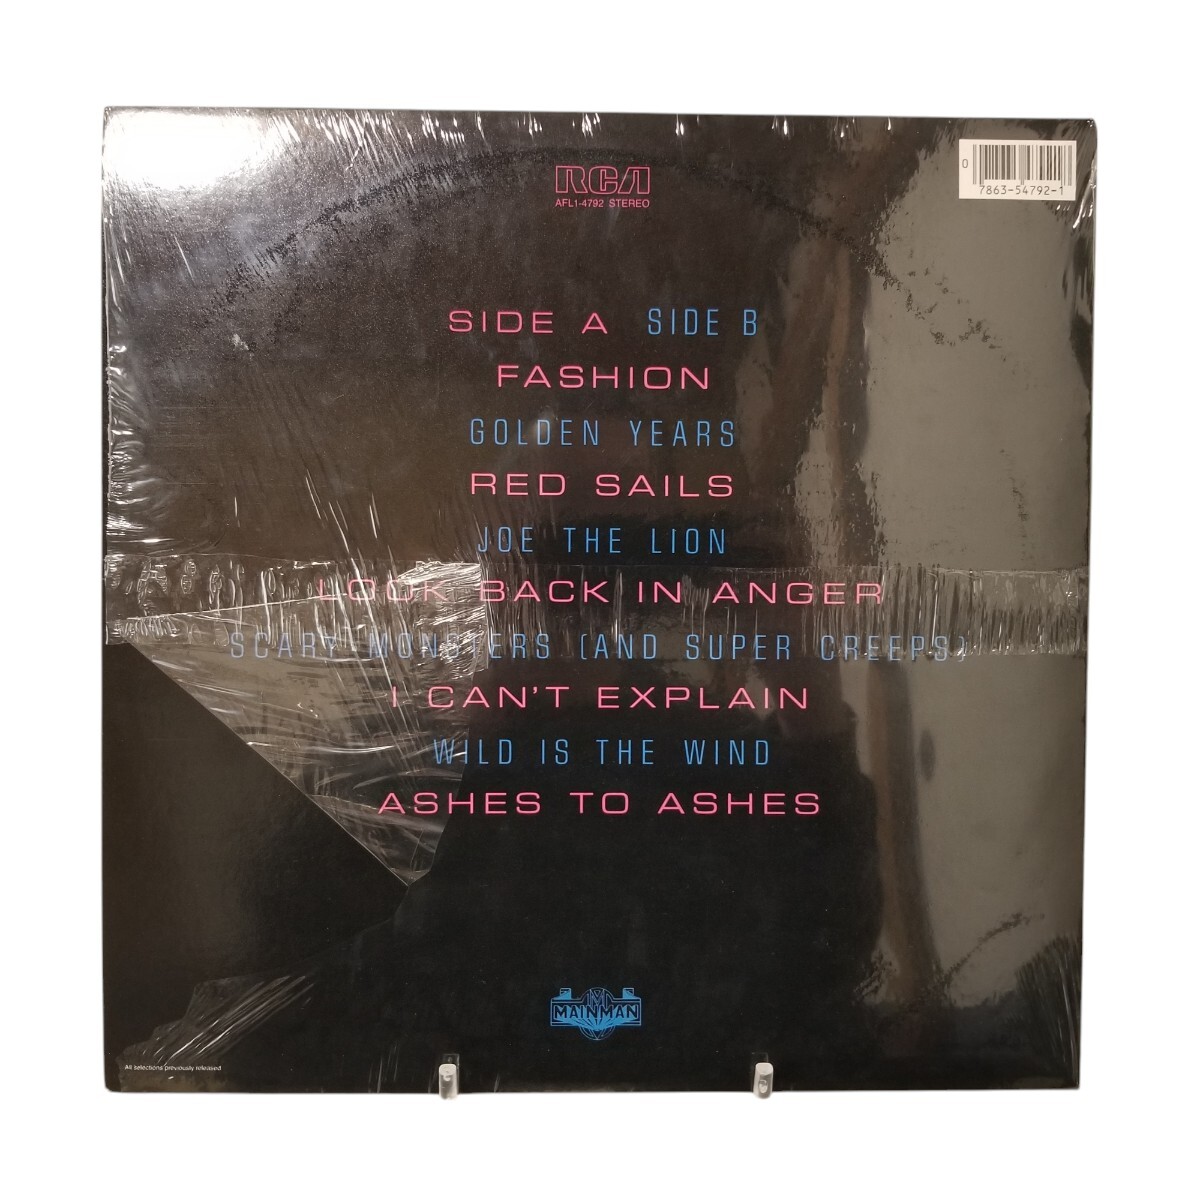 RCA
AFL1-4792 STEREO
0 7863-54792-1
SIDE A SIDE B
FASHION
GOLDEN YEARS
RED SAILS
JOE THE LION
LOOK BACK IN ANGER
SCARY MONSTERS (AND SUPER CREEPS)
I CAN'T EXPLAIN
WILD IS THE WIND
ASHES TO ASHES
M
MAINMAN
All selections previously released